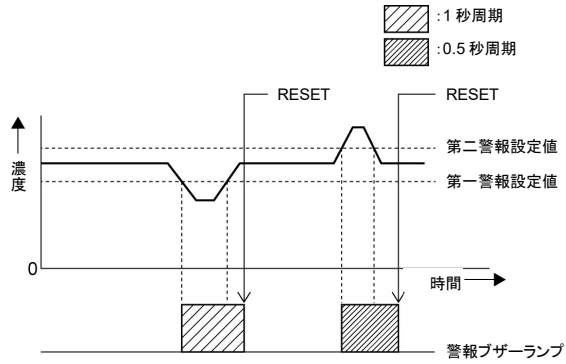 :1 秒周期
:0.5 秒周期
RESET
RESET
濃度
第二警報設定値
第一警報設定値
0
時間
警報ブザーランプ